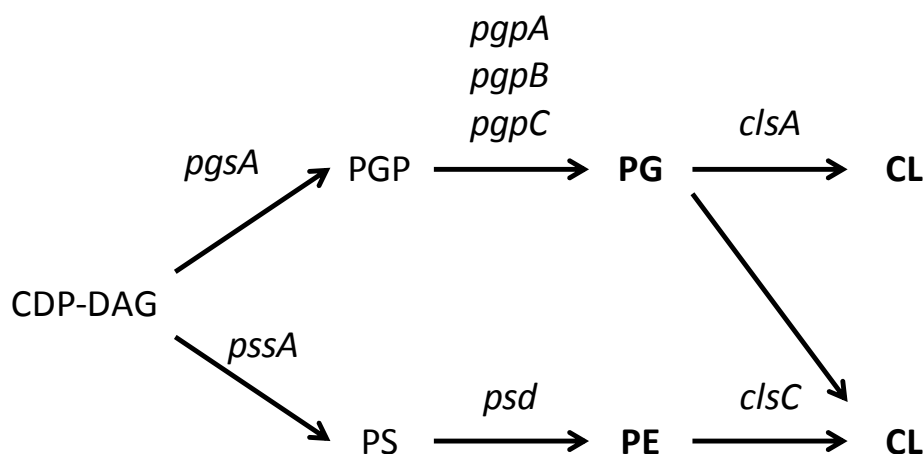 pgpA
pgpB
pgpC
clsA
pgsA
PGP
PG
CL
CDP-DAG
pssA
psd
clsC
PS
PE
CL